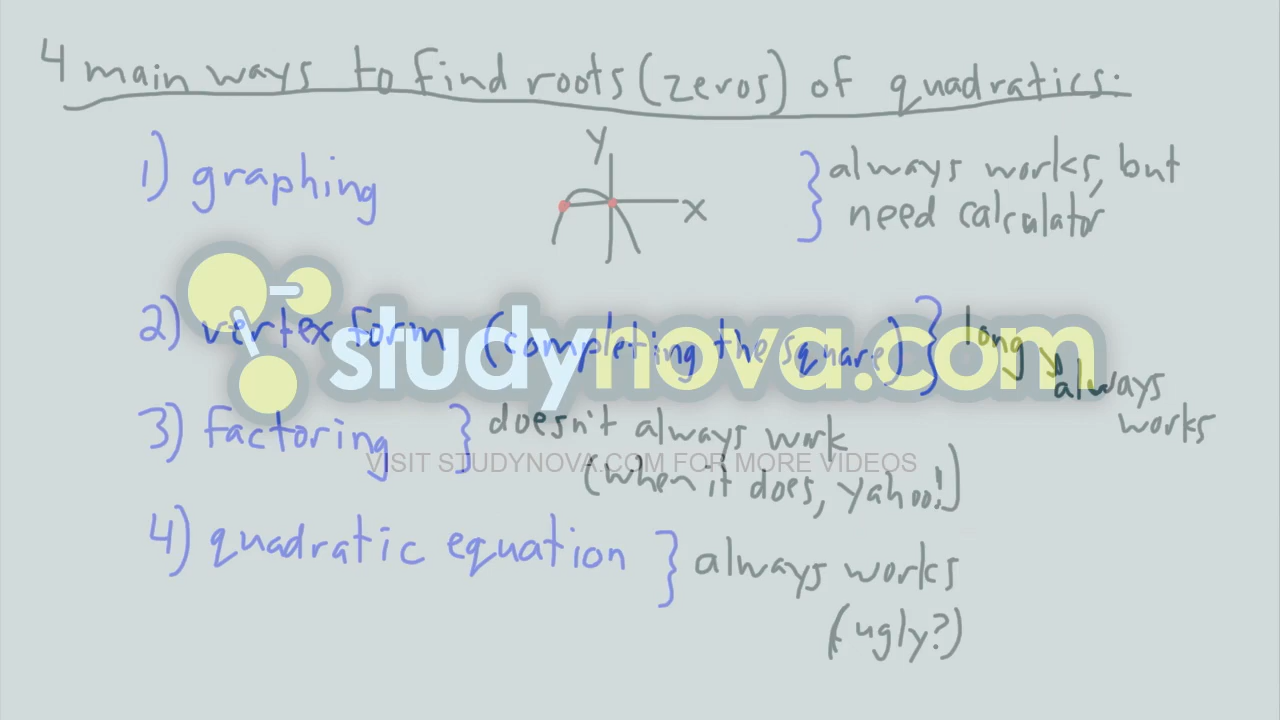 4 main ways to find roots (zeros) of quadratics:
1) graphing
y
x
} always works, but
need calculator
2) vertex form (completing the square) } long, always
works
studynova.com
3) factoring } doesn't always work
VISIT STUDYNOVA.COM FOR MORE VIDEOS
(when it does, yahoo!)
4) quadratic equation } always works
(ugly?)